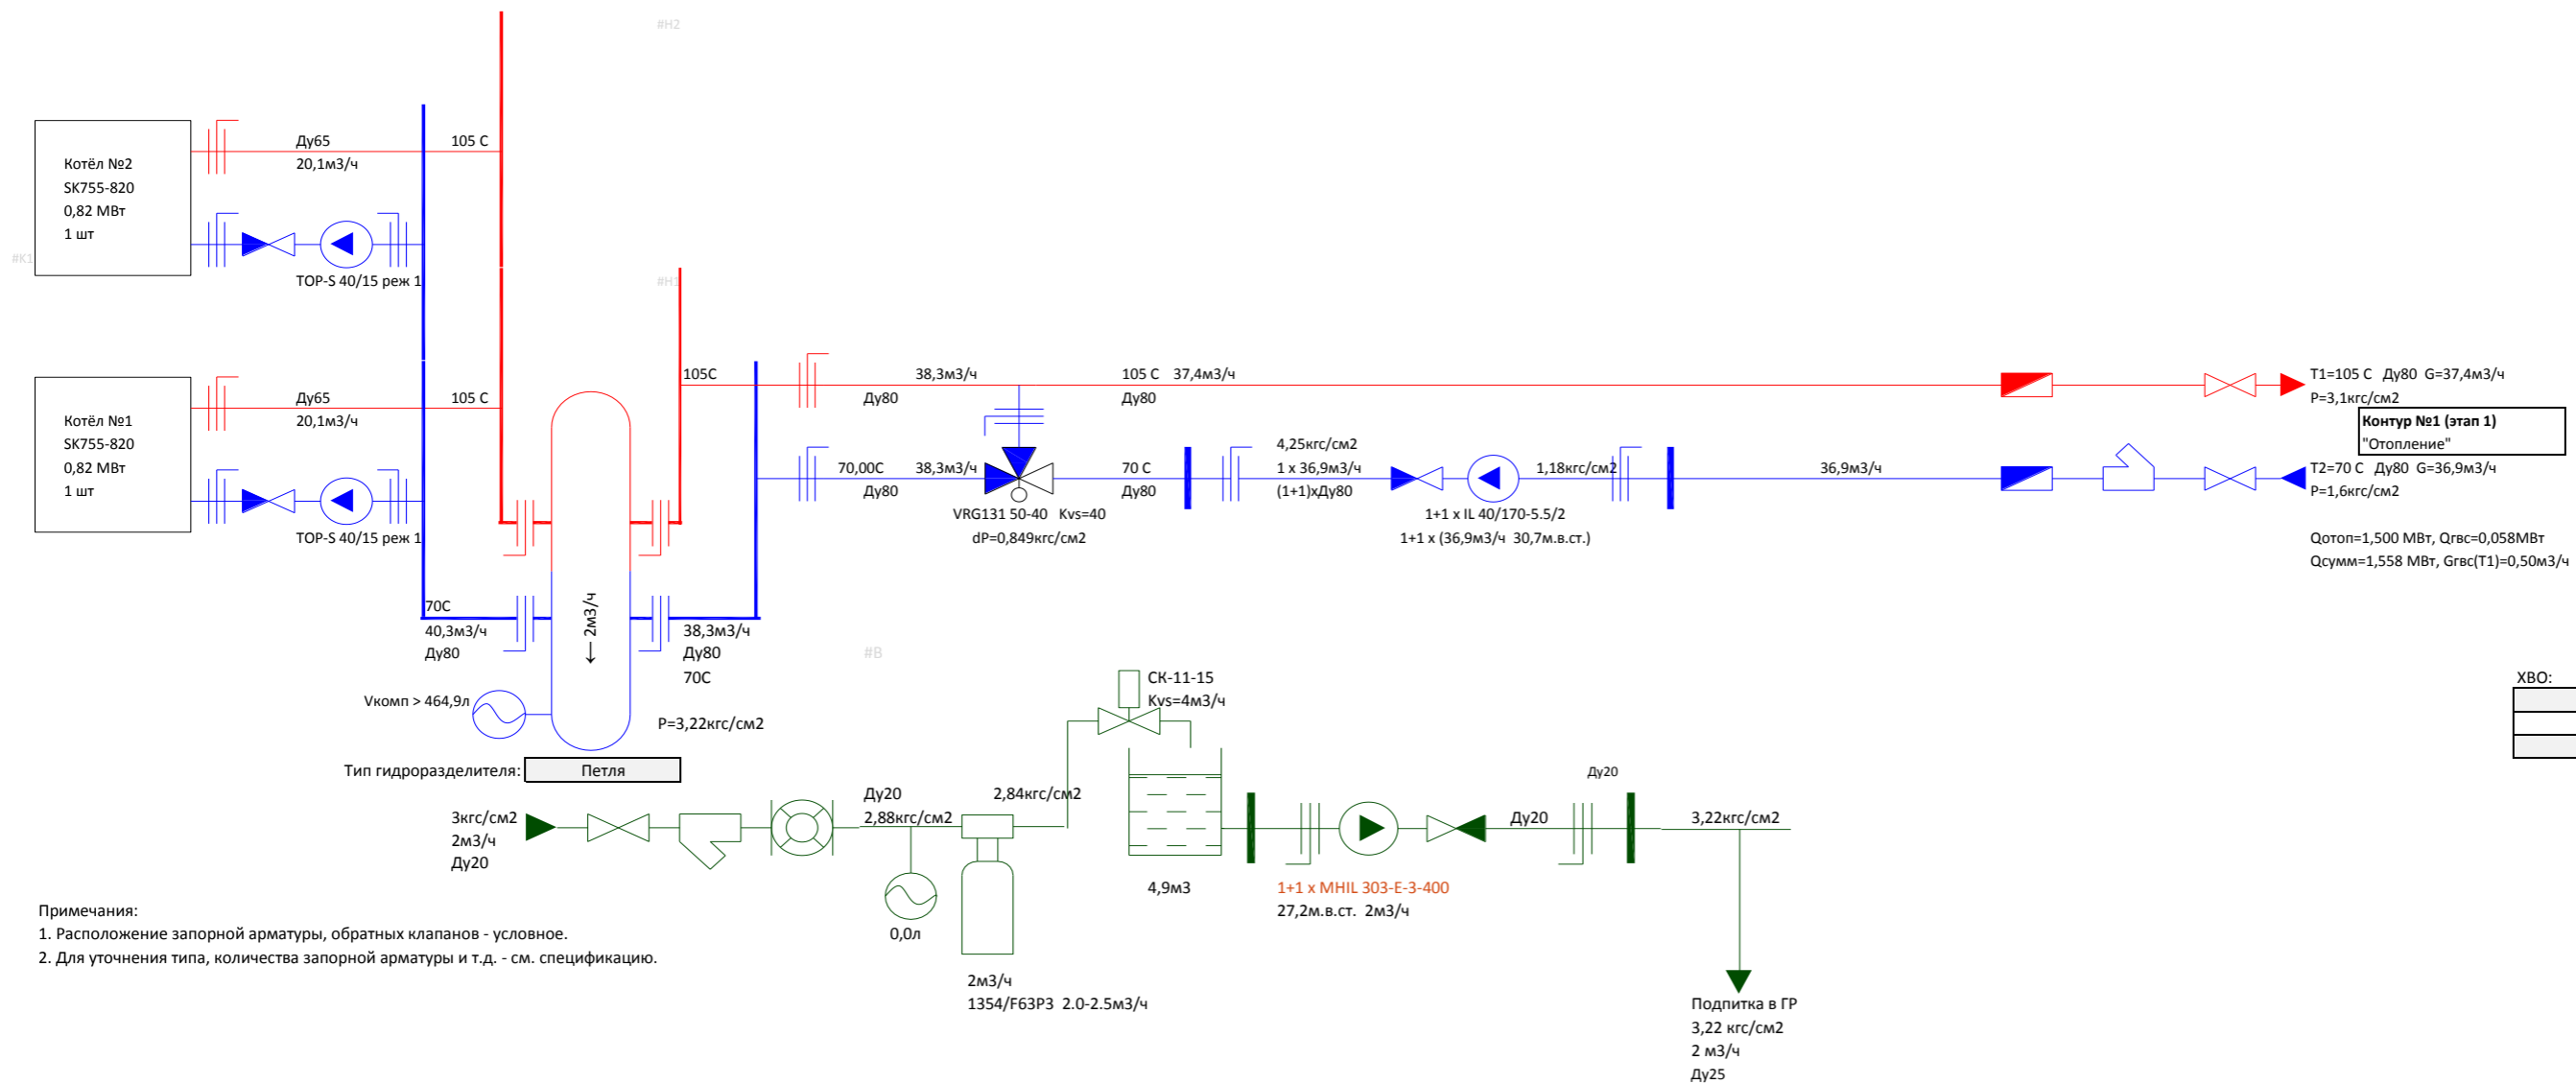 #H2
Котёл №2
SK755-820
0,82 МВт
1 шт
Ду65
20,1м3/ч
105 С
#K1
TOP-S 40/15 реж 1
#H1
Котёл №1
SK755-820
0,82 МВт
1 шт
Ду65
20,1м3/ч
105 С
TOP-S 40/15 реж 1
105С
38,3м3/ч
Ду80
105 С 37,4м3/ч
Ду80
Т1=105 С Ду80 G=37,4м3/ч
Р=3,1кгс/см2
Контур №1 (этап 1)
"Отопление"
70,00С
38,3м3/ч
Ду80
70 С
Ду80
4,25кгс/см2
1 х 36,9м3/ч
(1+1)хДу80
1,18кгс/см2
36,9м3/ч
Т2=70 С Ду80 G=36,9м3/ч
Р=1,6кгс/см2
VRG131 50-40 Kvs=40
dP=0,849кгс/см2
1+1 x IL 40/170-5.5/2
1+1 х (36,9м3/ч 30,7м.в.ст.)
Qотоп=1,500 МВт, Qгвс=0,058МВт
Qсумм=1,558 МВт, Gгвс(Т1)=0,50м3/ч
70С
40,3м3/ч
Ду80
← 2м3/ч
38,3м3/ч
Ду80
70С
#B
Vкомп > 464,9л
Р=3,22кгс/см2
Тип гидроразделителя:
Петля
СК-11-15
Kvs=4м3/ч
ХВО:
3кгс/см2
2м3/ч
Ду20
Ду20
2,88кгс/см2
2,84кгс/см2
Ду20
Ду20
3,22кгс/см2
4,9м3
1+1 x MHIL 303-E-3-400
27,2м.в.ст. 2м3/ч
0,0л
2м3/ч
1354/F63P3 2.0-2.5м3/ч
Подпитка в ГР
3,22 кгс/см2
2 м3/ч
Ду25
Примечания:
1. Расположение запорной арматуры, обратных клапанов - условное.
2. Для уточнения типа, количества запорной арматуры и т.д. - см. спецификацию.